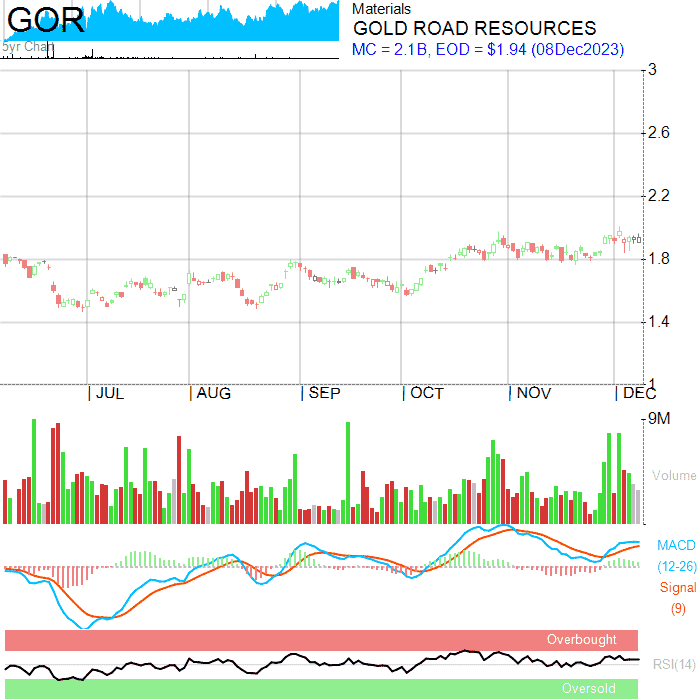 GOR
5yr Chart
Materials
GOLD ROAD RESOURCES
MC = 2.1B, EOD = $1.94 (08Dec2023)
3
2.6
2.2
1.8
1.4
1
JUL AUG SEP OCT NOV DEC
9M
Volume
MACD
(12-26)
Signal
(9)
Overbought
RSI(14)
Oversold